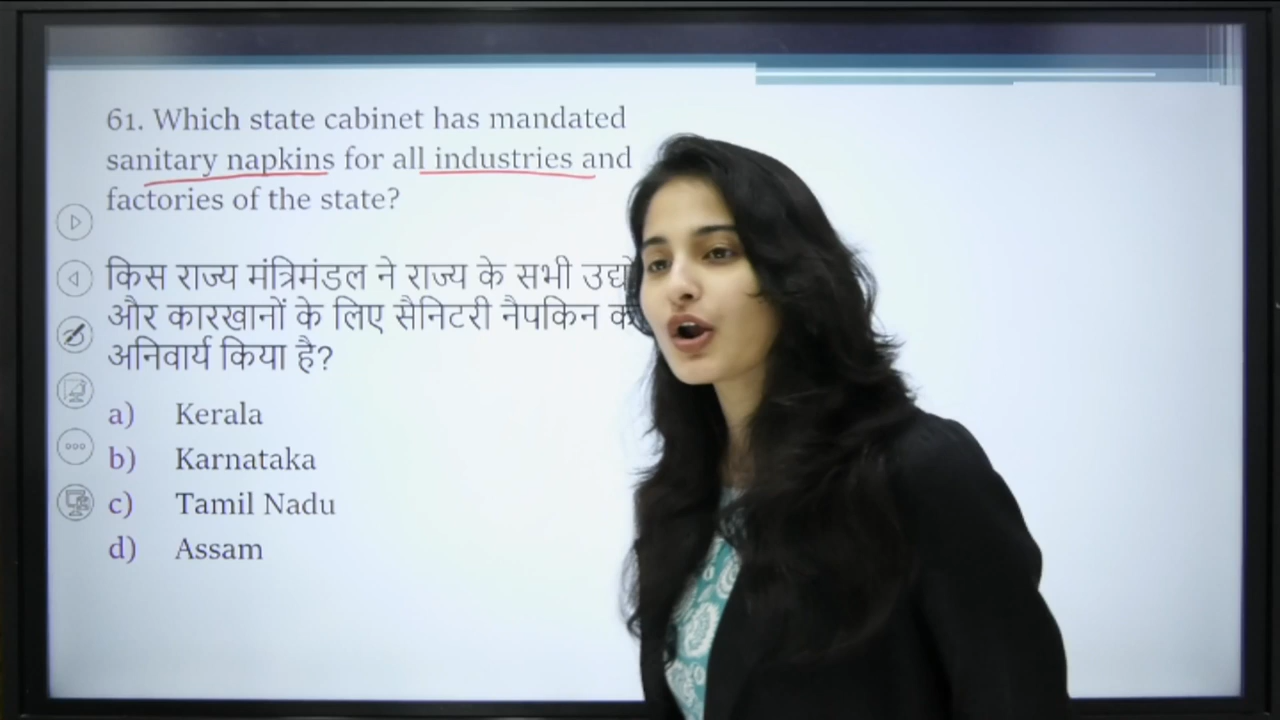 61. Which state cabinet has mandated
sanitary napkins for all industries and
factories of the state?
किस राज्य मंत्रिमंडल ने राज्य के सभी
और कारखानों के लिए सैनिटरी नैपकिन
अनिवार्य किया है?
a) Kerala
b) Karnataka
c) Tamil Nadu
d) Assam